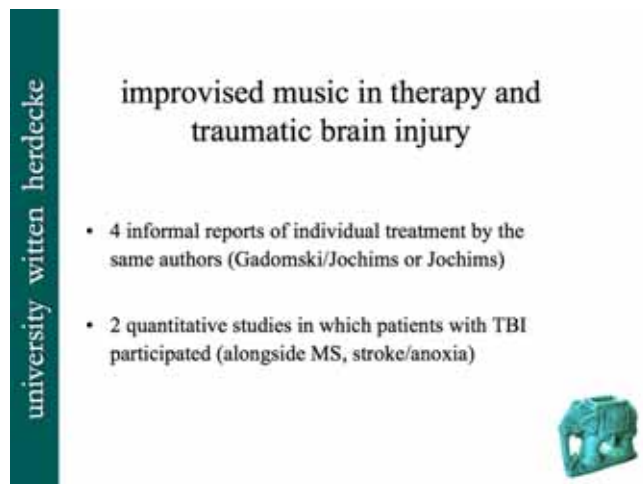 university witten herdecke
improvised music in therapy and
traumatic brain injury
• 4 informal reports of individual treatment by the
same authors (Gadomski/Jochims or Jochims)
• 2 quantitative studies in which patients with TBI
participated (alongside MS, stroke/anoxia)